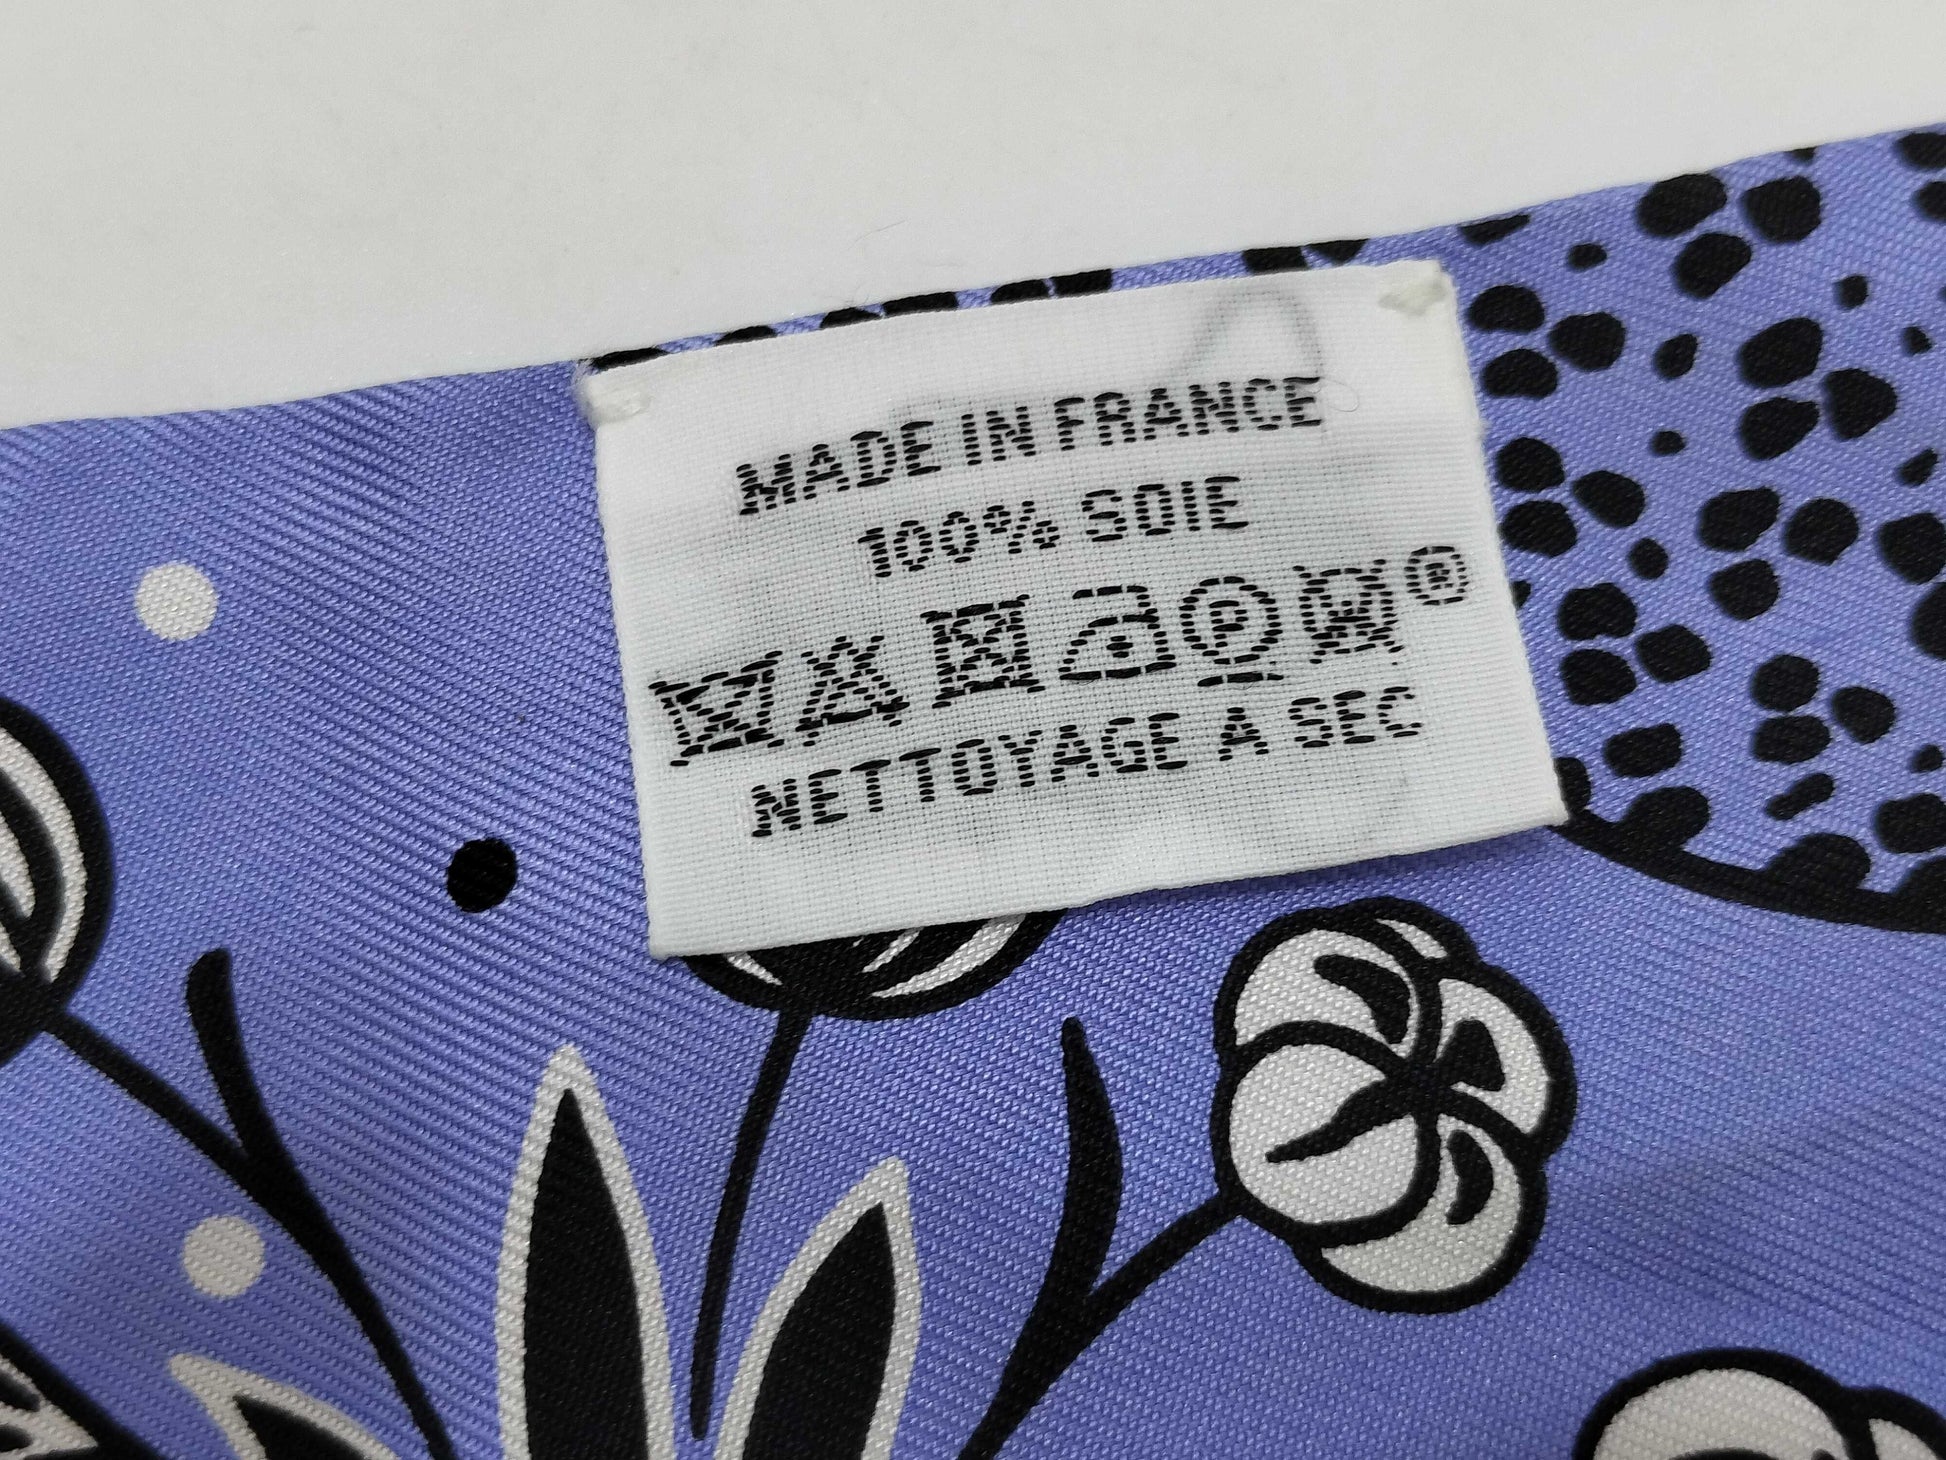 MADE IN FRANCE
100% SOIE
P ®
NETTOYAGE A SEC